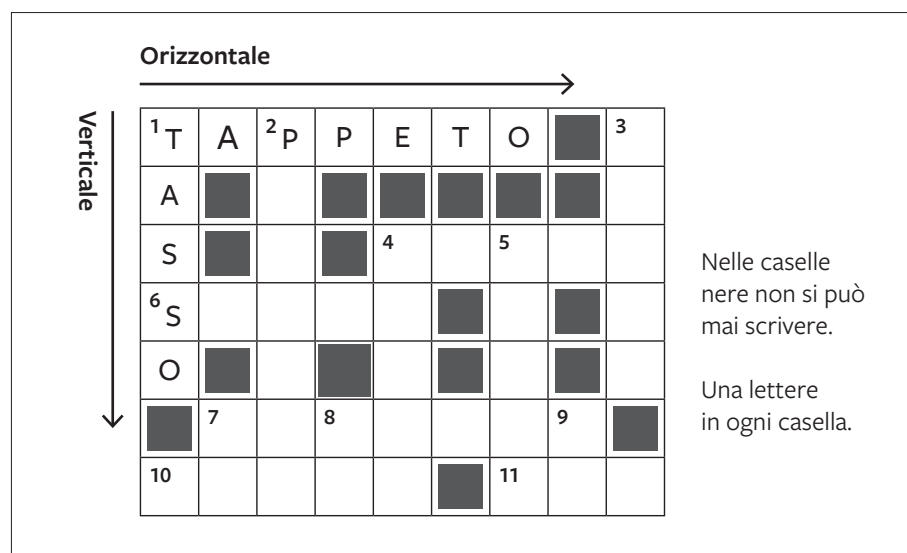 Orizzontale
Verticale
1 T A 2 P P E T O 3
A
S 4 5
6 S
O
7 8 9
10 11
Nelle caselle
nere non si può
mai scrivere.
Una lettere
in ogni casella.